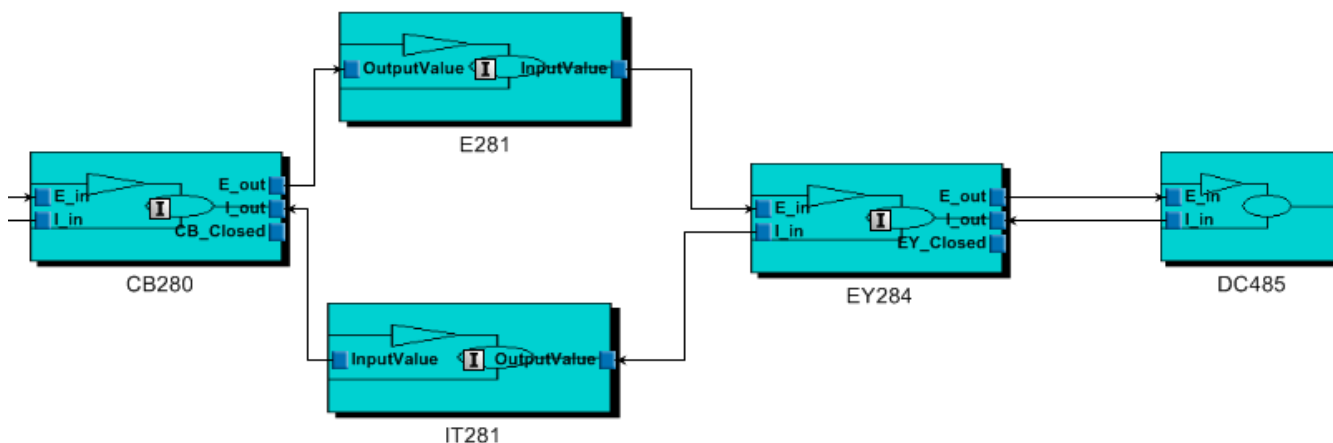 OutputValue
I
InputValue
E281
E_in
I_in
I
E_out
I_out
CB_Closed
CB280
E_in
I_in
I
E_out
I_out
EY_Closed
EY284
E_in
I_in
DC485
InputValue
I
OutputValue
IT281